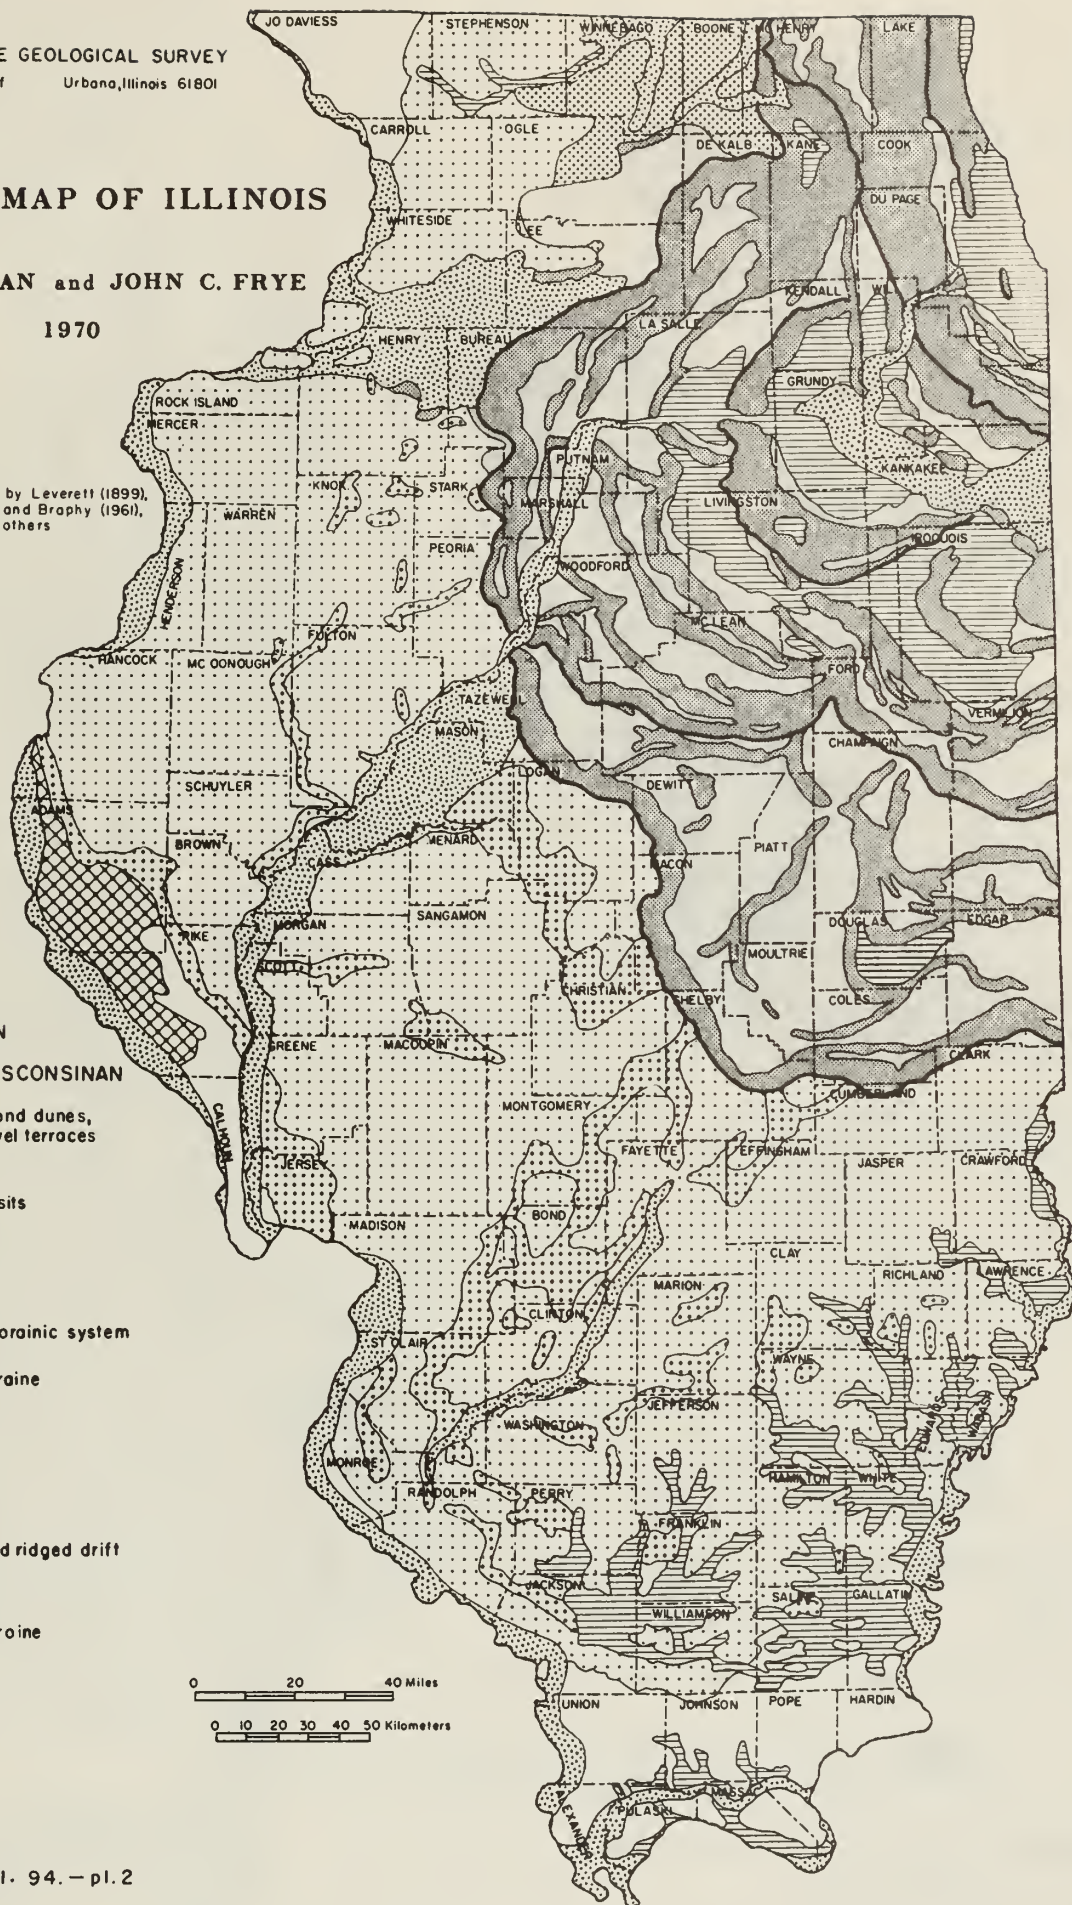 E GEOLOGICAL SURVEY
Urbana, Illinois 61801
MAP OF ILLINOIS
AN and JOHN C. FRYE
1970
by Leverett (1899),
and Braphy (1961),
others
N
SCONSINAN
and dunes,
vel terraces
sits
orainic system
raine
d ridged drift
roine
0 20 40 Miles
0 10 20 30 40 50 Kilometers
l. 94.—pl.2
JO DAVIESS
STEPHENSON
WINNEBAGO
BOONE
MC HENRY
LAKE
CARROLL
OGLE
DE KALB
KANE
COOK
DU PAGE
WHITESIDE
LEE
KENDALL
WILL
LA SALLE
HENRY
BUREAU
GRUNDY
ROCK ISLAND
MERCER
PUTNAM
KANKAKEE
KNOX
STARK
MARSHALL
LIVINGSTON
WARREN
IROQUOIS
PEORIA
WOODFORD
HENDERSON
FULTON
MC LEAN
HANCOCK
MC DONOUGH
FORD
TAZEWELL
VERMILION
MASON
CHAMPAIGN
LOGAN
SCHUYLER
DEWITT
ADAMS
BROWN
MENARD
PIATT
CASS
MACON
SANGAMON
DOUGLAS
EDGAR
MORGAN
PIKE
MOULTRIE
SCOTT
CHRISTIAN
SHELBY
COLES
GREENE
MACOUPIN
CLARK
CUMBERLAND
MONTGOMERY
CALHOUN
FAYETTE
EFFINGHAM
JERSEY
JASPER
CRAWFORD
BOND
MADISON
CLAY
RICHLAND
LAWRENCE
MARION
CLINTON
ST CLAIR
WAYNE
JEFFERSON
EDWARDS
WABASH
WASHINGTON
MONROE
HAMILTON
WHITE
RANDOLPH
PERRY
FRANKLIN
JACKSON
SALINE
GALLATIN
WILLIAMSON
UNION
JOHNSON
POPE
HARDIN
ALEXANDER
PULASKI
MASSAC